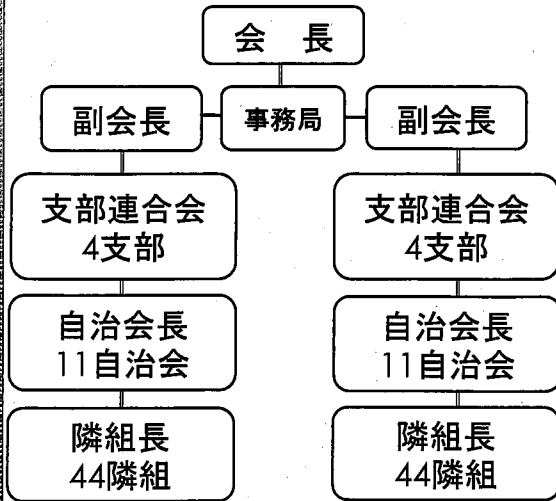 会 長
副会長
事務局
副会長
支部連合会
4支部
支部連合会
4支部
自治会長
11自治会
自治会長
11自治会
隣組長
44隣組
隣組長
44隣組